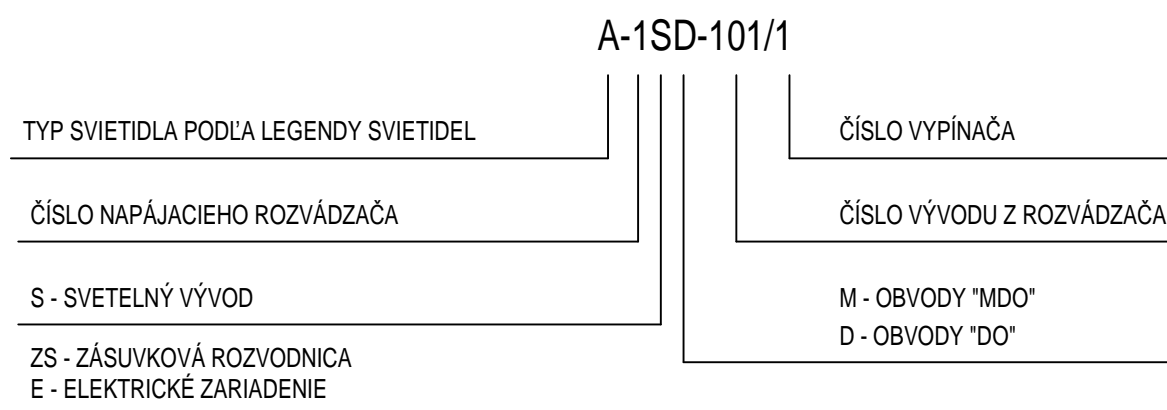 A-1SD-101/1
TYP SVIETIDLA PODĽA LEGENDY SVIETIDEL
ČÍSLO NAPÁJACIEHO ROZVÁDZAČA
S - SVETELNÝ VÝVOD
ZS - ZÁSUVKOVÁ ROZVODNICA
E - ELEKTRICKÉ ZARIADENIE
ČÍSLO VYPÍNAČA
ČÍSLO VÝVODU Z ROZVÁDZAČA
M - OBVODY "MDO"
D - OBVODY "DO"